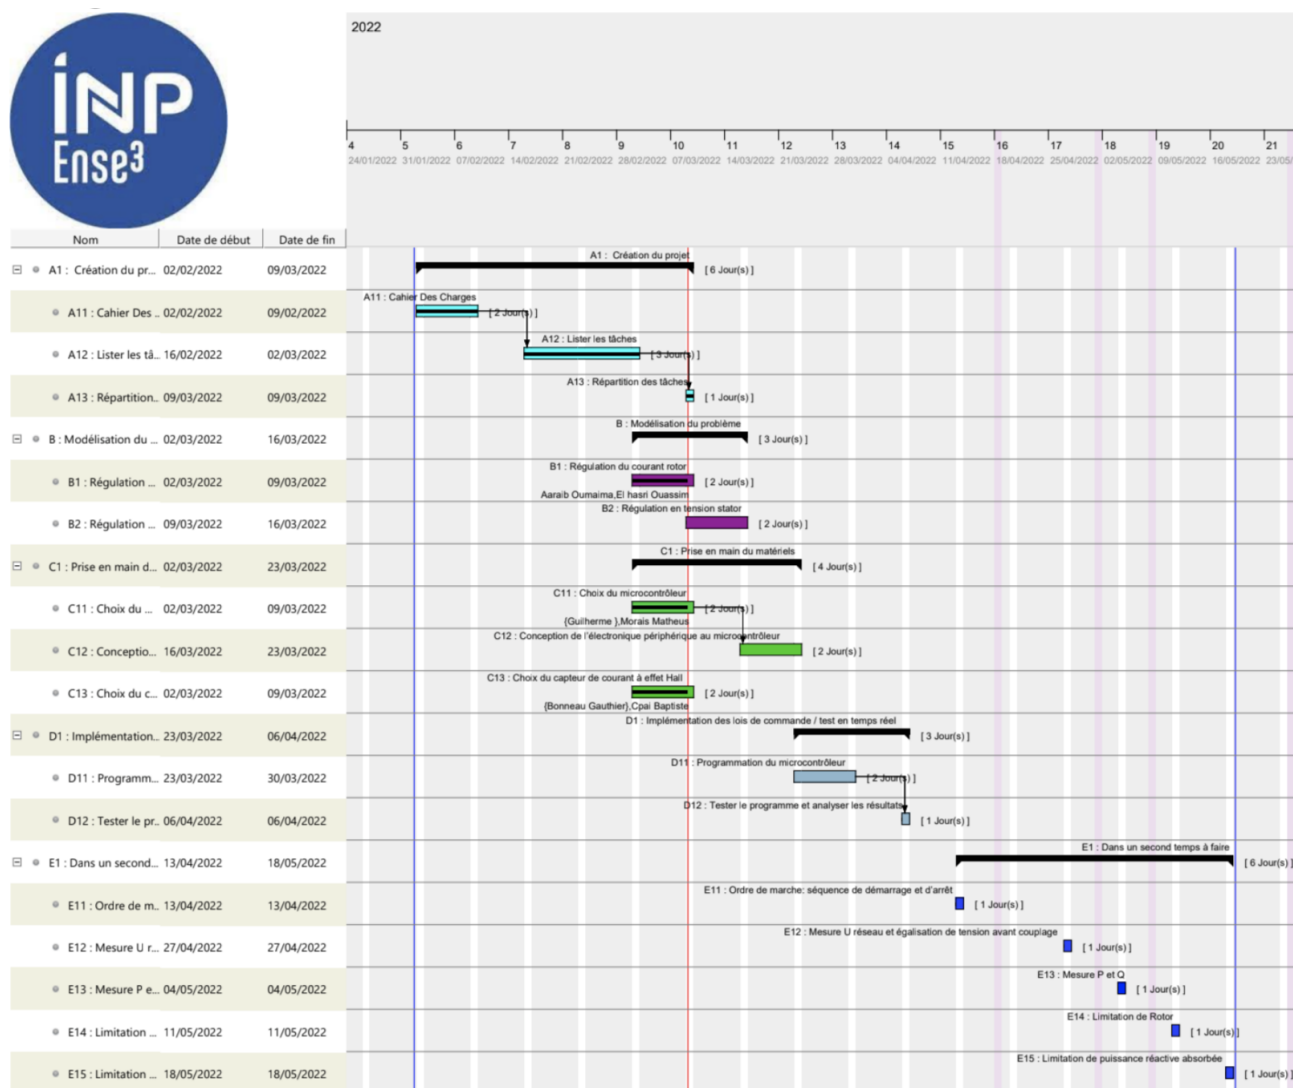 iNP
Ense³
2022
4 5 6 7 8 9 10 11 12 13 14 15 16 17 18 19 20 21
24/01/2022 31/01/2022 07/02/2022 14/02/2022 21/02/2022 28/02/2022 07/03/2022 14/03/2022 21/03/2022 28/03/2022 04/04/2022 11/04/2022 18/04/2022 25/04/2022 02/05/2022 09/05/2022 16/05/2022 23/05/
Nom Date de début Date de fin
A1 : Création du projet
A1 : Création du pr... 02/02/2022 09/03/2022 [ 6 Jour(s) ]
A11 : Cahier Des Charges
A11 : Cahier Des .. 02/02/2022 09/02/2022 [ 2 Jour(s) ]
A12 : Lister les tâches
A12 : Lister les tâ... 16/02/2022 02/03/2022 [ 3 Jour(s) ]
A13 : Répartition des tâches
A13 : Répartition.. 09/03/2022 09/03/2022 [ 1 Jour(s) ]
B : Modélisation du problème
B : Modélisation du ... 02/03/2022 16/03/2022 [ 3 Jour(s) ]
B1 : Régulation du courant rotor
B1 : Régulation ... 02/03/2022 09/03/2022 [ 2 Jour(s) ]
Aaraib Oumaima,El hasri Ouassim
B2 : Régulation en tension stator
B2 : Régulation ... 09/03/2022 16/03/2022 [ 2 Jour(s) ]
C1 : Prise en main du matériels
C1 : Prise en main d... 02/03/2022 23/03/2022 [ 4 Jour(s) ]
C11 : Choix du microcontrôleur
C11 : Choix du ... 02/03/2022 09/03/2022 [ 2 Jour(s) ]
{Guilherme },Morais Matheus
C12 : Conception de l'électronique périphérique au microcontrôleur
C12 : Conceptio... 16/03/2022 23/03/2022 [ 2 Jour(s) ]
C13 : Choix du capteur de courant à effet Hall
C13 : Choix du c... 02/03/2022 09/03/2022 [ 2 Jour(s) ]
{Bonneau Gauthier},Cpai Baptiste
D1 : Implémentation des lois de commande / test en temps réel
D1 : Implémentation... 23/03/2022 06/04/2022 [ 3 Jour(s) ]
D11 : Programmation du microcontrôleur
D11 : Programm... 23/03/2022 30/03/2022 [ 2 Jour(s) ]
D12 : Tester le programme et analyser les résultats
D12 : Tester le pr.. 06/04/2022 06/04/2022 [ 1 Jour(s) ]
E1 : Dans un second temps à faire
E1 : Dans un second... 13/04/2022 18/05/2022 [ 6 Jour(s) ]
E11 : Ordre de marche: séquence de démarrage et d'arrêt
E11 : Ordre de m.. 13/04/2022 13/04/2022 [ 1 Jour(s) ]
E12 : Mesure U réseau et égalisation de tension avant couplage
E12 : Mesure U r... 27/04/2022 27/04/2022 [ 1 Jour(s) ]
E13 : Mesure P et Q
E13 : Mesure P e... 04/05/2022 04/05/2022 [ 1 Jour(s) ]
E14 : Limitation de Rotor
E14 : Limitation ... 11/05/2022 11/05/2022 [ 1 Jour(s) ]
E15 : Limitation de puissance réactive absorbée
E15 : Limitation ... 18/05/2022 18/05/2022 [ 1 Jour(s) ]